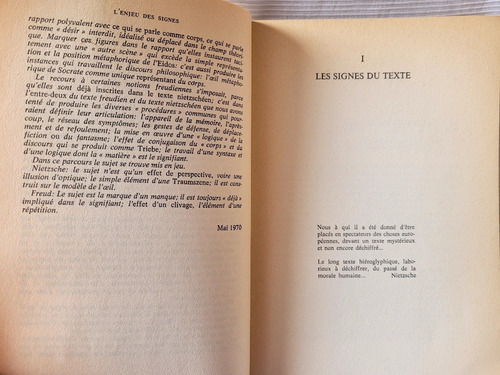 L'ENJEU DES SIGNES
rapport polyvalent avec ce qui se parle comme corps, ce qui se
parle comme « désir » interdit, idéalisé ou déplacé dans le champ théo-
rique. Marquer ces figures dans le rapport qu'elles instaurent taci-
tement avec une « autre scène » qui excède la simple représenta-
tion et la position métaphorique de l'Eidos: c'est aussi produire les
instances qui travaillent le discours philosophique: l'œil métapho-
rique de Socrate comme unique représentant du corps.
Le recours à certaines notions freudiennes s'imposait, parce
qu'elles sont déjà inscrites dans le texte nietzschéen; c'est dans
l'entre-deux du texte freudien et du texte nietzschéen que nous avons
tenté de produire les diverses « procédures » communes qui pou-
vaient définir leur articulation: l'appareil de la mémoire, l'après-
coup, le réseau des symptômes; les gestes de défense, de déplace-
ment et de refoulement; la mise en œuvre d'une « logique » de la
fiction ou du fantasme; l'effet de conjugaison du « corps » et du
discours qui se produit comme Triebe; le travail d'une syntaxe et
d'une logique dont la « matière » est le signifiant.
Dans ce parcours le sujet se trouve mis en jeu.
Nietzsche: le sujet n'est qu'un effet de perspective, voire une
illusion d'optique; le simple élément d'une Traumszene; il est con-
struit sur le modèle de l'œil.
Freud: Le sujet est la marque d'un manque; il est toujours « déjà »
impliqué dans le signifiant; l'effet d'un clivage, l'élément d'une
répétition.
Mai 1970
I
LES SIGNES DU TEXTE
Nous à qui il a été donné d'être
placés en spectateurs des choses euro-
péennes, devant un texte mystérieux
et non encore déchiffré...
Le long texte hiéroglyphique, labo-
rieux à déchiffrer, du passé de la
morale humaine... Nietzsche